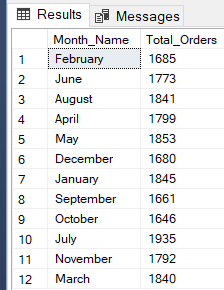 Results Messages
Month_Name Total_Orders
1 February 1685
2 June 1773
3 August 1841
4 April 1799
5 May 1853
6 December 1680
7 January 1845
8 September 1661
9 October 1646
10 July 1935
11 November 1792
12 March 1840